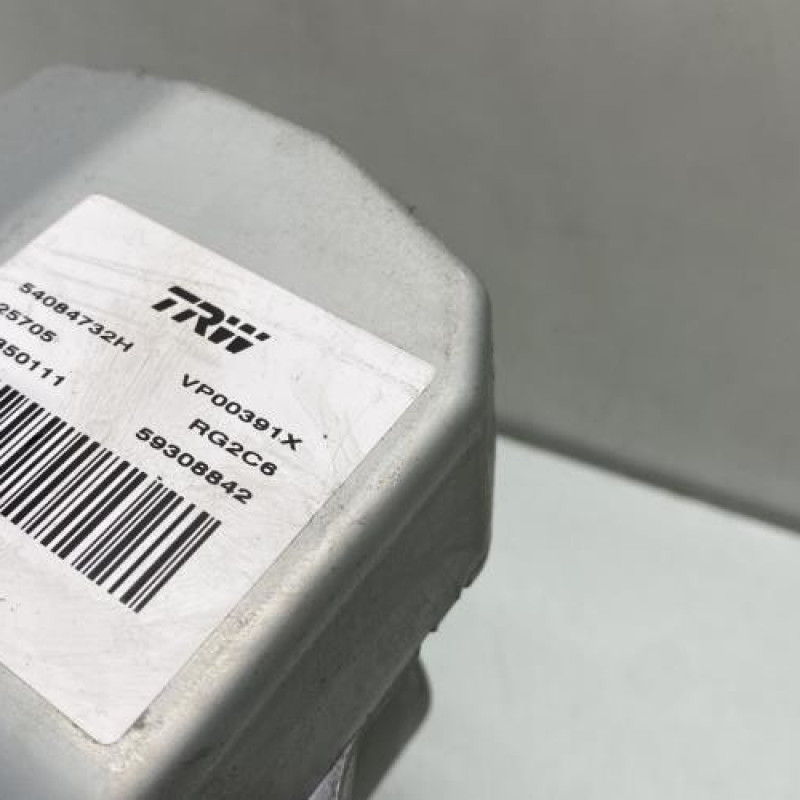 TRW
54084732H VP00391X
25705 RG2C6
350111 59308842